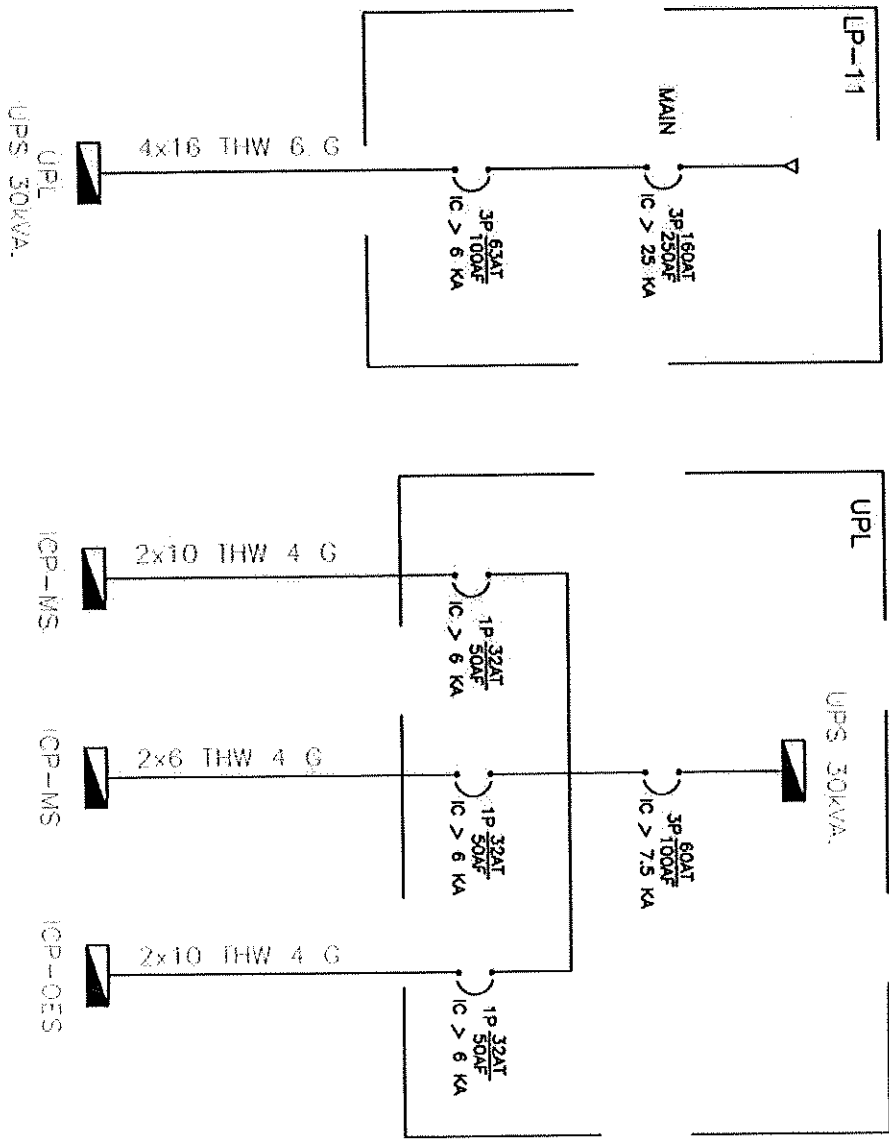 LP-11
MAIN
3P 160AT
250AF
IC > 25 KA
3P 63AT
100AF
IC > 6 KA
4x16 THW 6 G
UPL
UPS 30kVA.
UPL
UPS 30kVA.
3P 60AT
100AF
IC > 7.5 KA
1P 32AT
50AF
IC > 6 KA
2x10 THW 4 G
ICP-MS
1P 32AT
50AF
IC > 6 KA
2x6 THW 4 G
ICP-MS
1P 32AT
50AF
IC > 6 KA
2x10 THW 4 G
ICP-OES